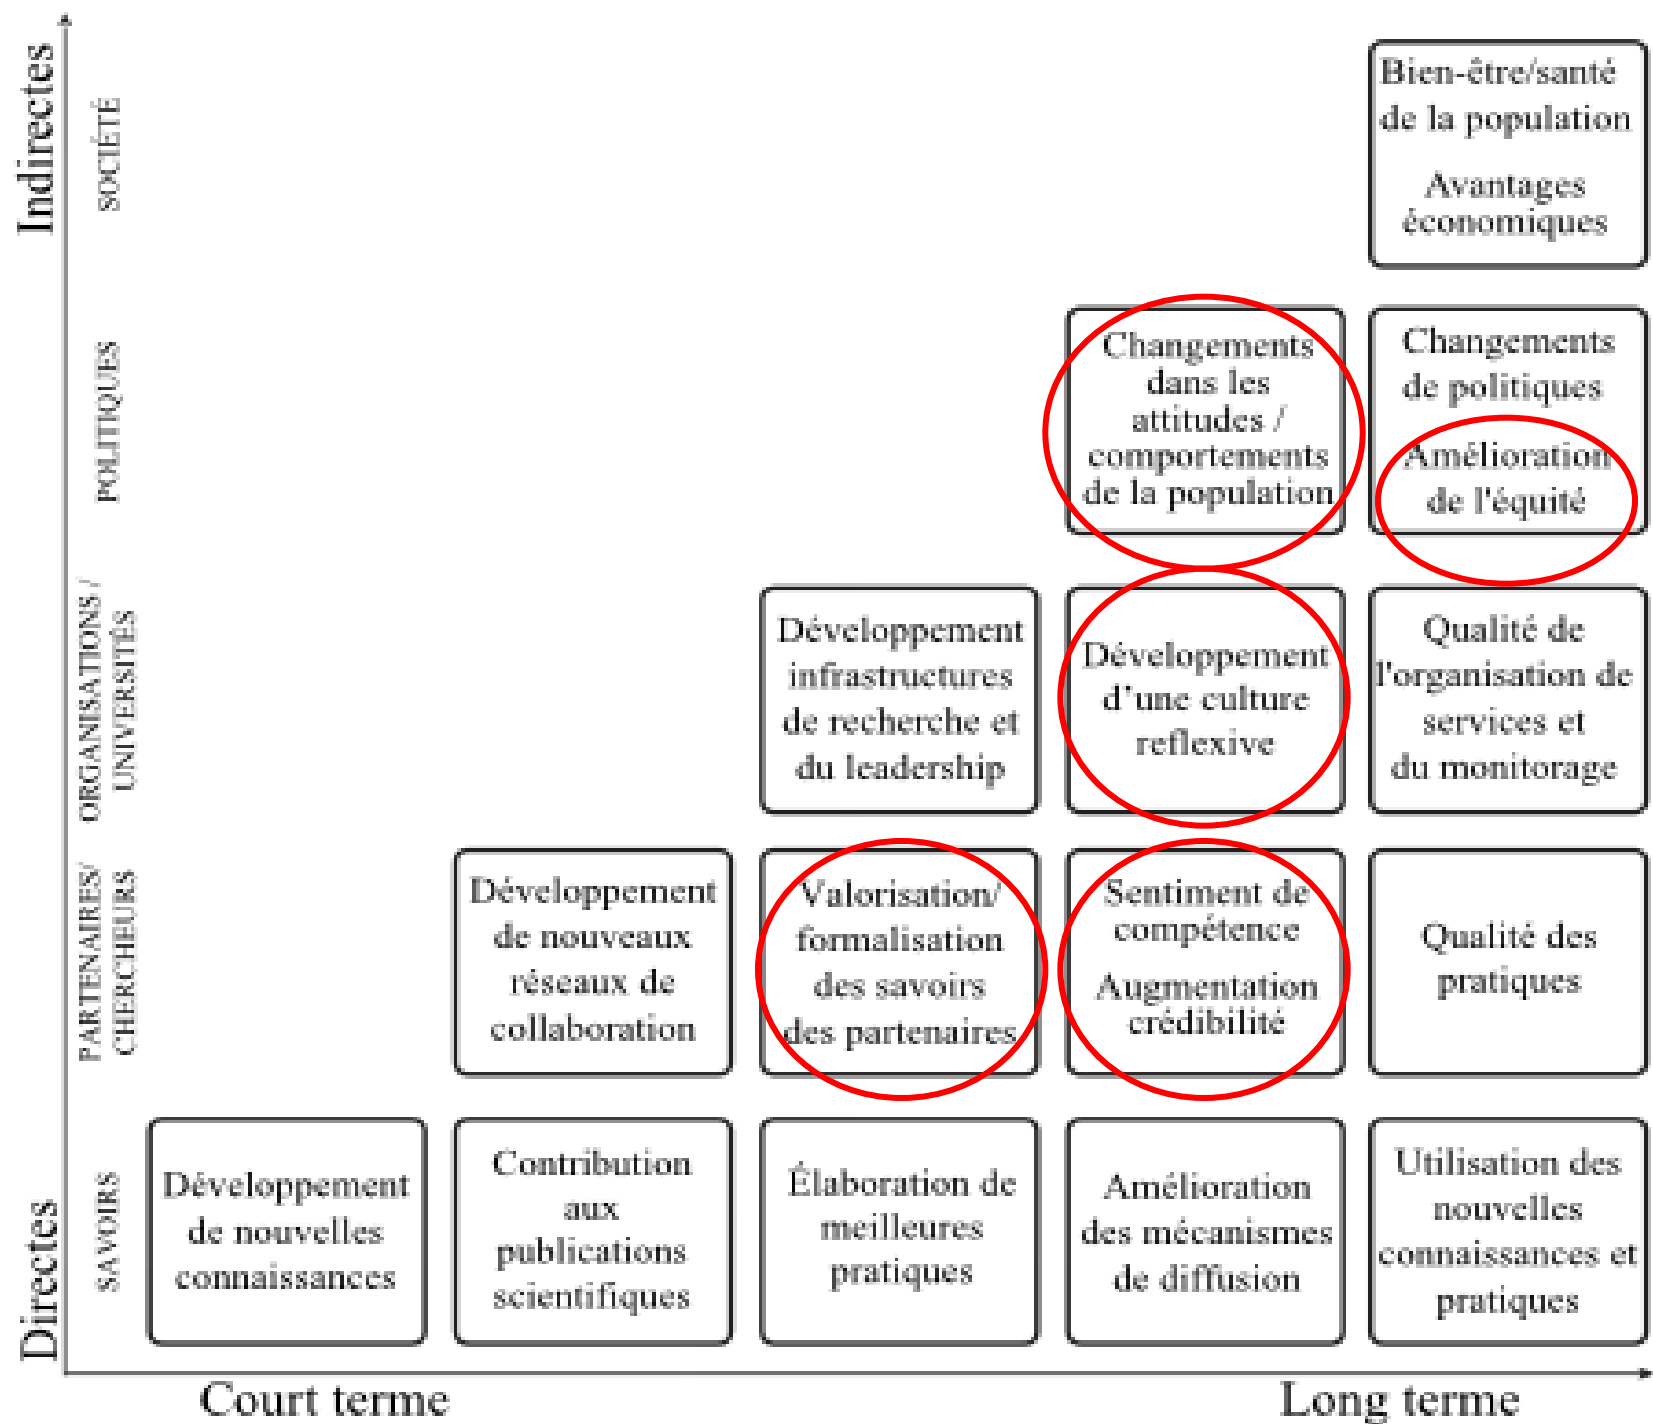 Indirectes
SOCIÉTÉ
Bien-être/santé
de la population
Avantages
économiques
POLITIQUES
Changements
dans les
attitudes /
comportements
de la population
Changements
de politiques
Amélioration
de l'équité
ORGANISATIONS /
UNIVERSITÉS
Développement
infrastructures
de recherche et
du leadership
Développement
d'une culture
reflexive
Qualité de
l'organisation de
services et
du monitorage
PARTENAIRES/
CHERCHEURS
Développement
de nouveaux
réseaux de
collaboration
Valorisation/
formalisation
des savoirs
des partenaires
Sentiment de
compétence
Augmentation
crédibilité
Qualité des
pratiques
Directes
SAVOIRS
Développement
de nouvelles
connaissances
Contribution
aux
publications
scientifiques
Élaboration de
meilleures
pratiques
Amélioration
des mécanismes
de diffusion
Utilisation des
nouvelles
connaissances et
pratiques
Court terme
Long terme